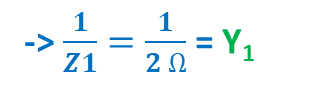 -> 1/Z1 = 1/2 Ω = Y₁